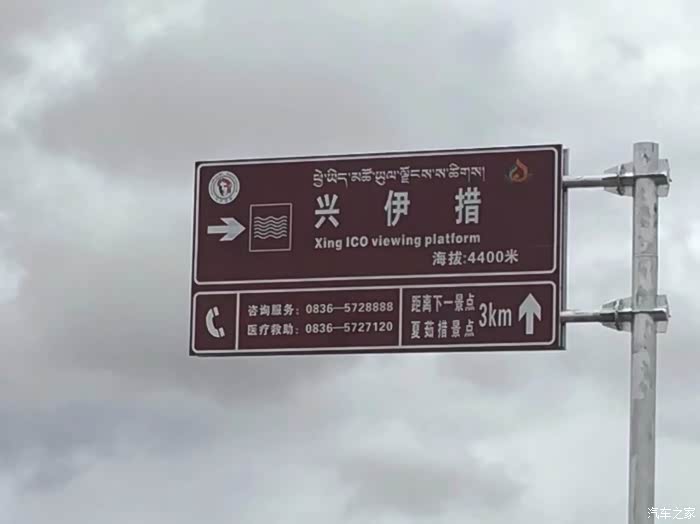 兴伊措
Xing ICO viewing platform
海拔:4400米
咨询服务: 0836—5728888
医疗救助: 0836—5727120
距离下一景点
夏茹措景点
3km
汽车之家